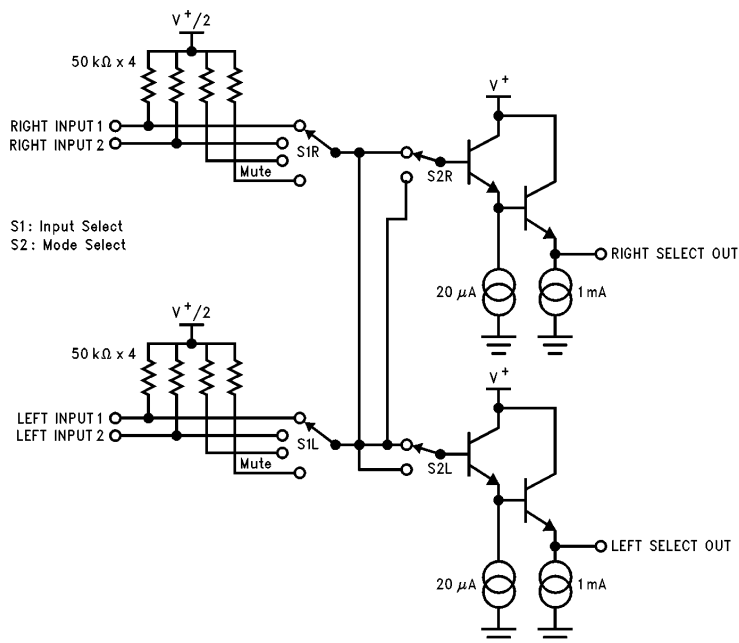 V+/2
50 kΩ x 4
RIGHT INPUT 1
RIGHT INPUT 2
S1R
Mute
V+
S2R
S1: Input Select
S2: Mode Select
RIGHT SELECT OUT
20 μA
1 mA
V+/2
50 kΩ x 4
LEFT INPUT 1
LEFT INPUT 2
S1L
Mute
V+
S2L
LEFT SELECT OUT
20 μA
1 mA